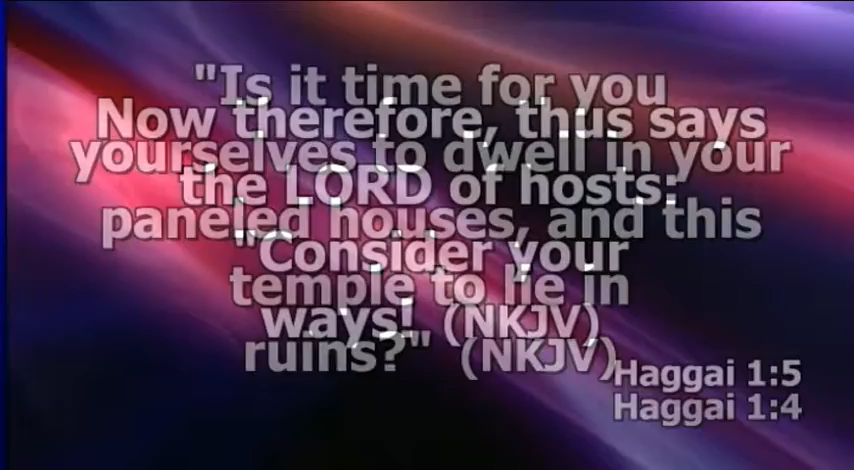 "Is it time for you
Now therefore, thus says
yourselves to dwell in your
the LORD of hosts:
paneled houses, and this
"Consider your
temple to lie in
ways! (NKJV)
ruins?" (NKJV)
Haggai 1:5
Haggai 1:4